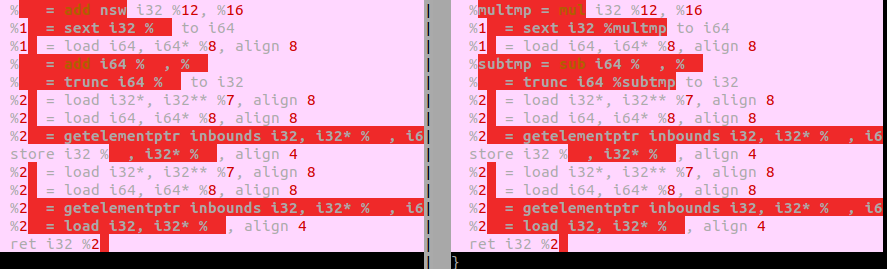 %   = add nsw i32 %12, %16
%1  = sext i32 %   to i64
%1  = load i64, i64* %8, align 8
%   = add i64 %  , %
%   = trunc i64 %   to i32
%2  = load i32*, i32** %7, align 8
%2  = load i64, i64* %8, align 8
%2  = getelementptr inbounds i32, i32* %  , i6
store i32 %  , i32* %  , align 4
%2  = load i32*, i32** %7, align 8
%2  = load i64, i64* %8, align 8
%2  = getelementptr inbounds i32, i32* %  , i6
%2  = load i32, i32* %  , align 4
ret i32 %2
%multmp = mul i32 %12, %16
%1  = sext i32 %multmp to i64
%1  = load i64, i64* %8, align 8
%subtmp = sub i64 %  , %
%   = trunc i64 %subtmp to i32
%2  = load i32*, i32** %7, align 8
%2  = load i64, i64* %8, align 8
%2  = getelementptr inbounds i32, i32* %  , i6
store i32 %  , i32* %  , align 4
%2  = load i32*, i32** %7, align 8
%2  = load i64, i64* %8, align 8
%2  = getelementptr inbounds i32, i32* %  , i6
%2  = load i32, i32* %  , align 4
ret i32 %2
}